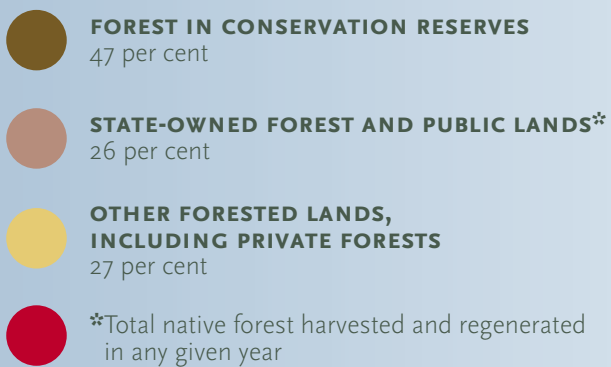 FOREST IN CONSERVATION RESERVES
47 per cent
STATE-OWNED FOREST AND PUBLIC LANDS*
26 per cent
OTHER FORESTED LANDS,
INCLUDING PRIVATE FORESTS
27 per cent
*Total native forest harvested and regenerated
in any given year